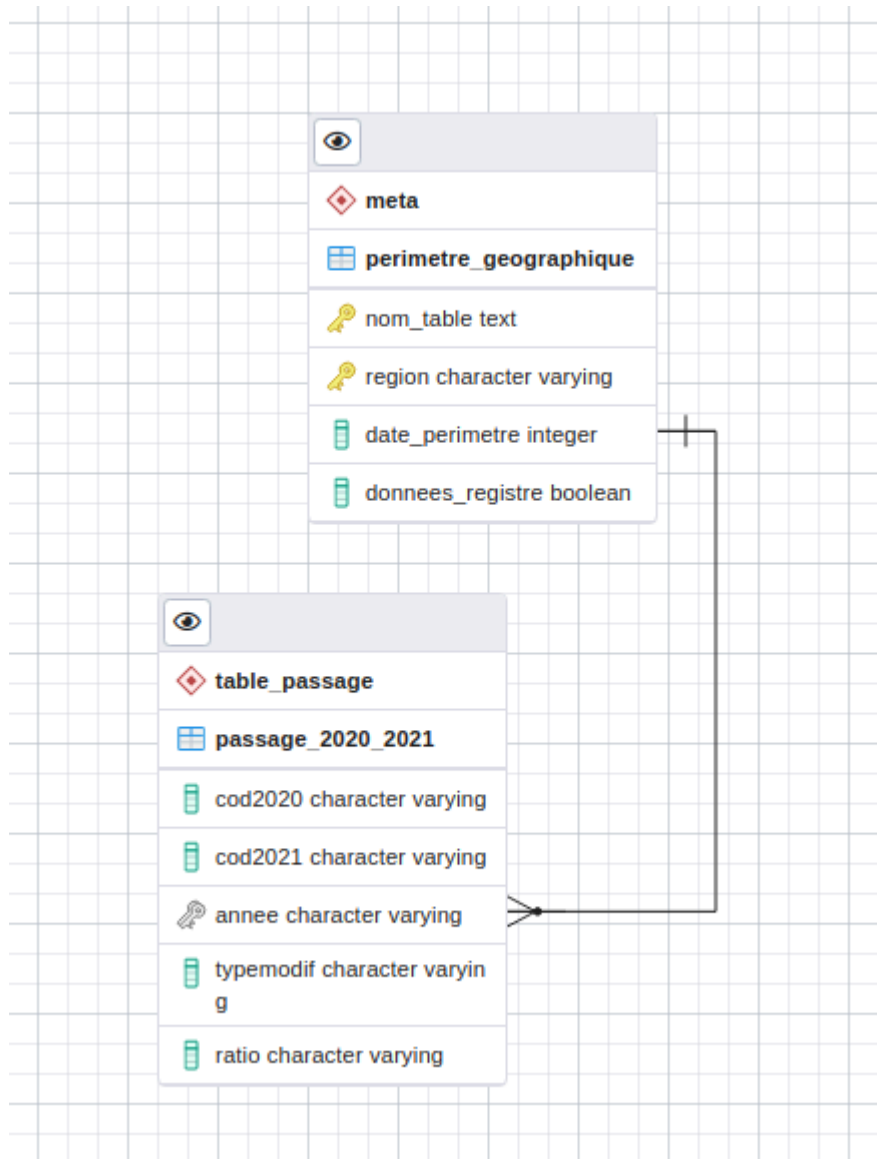 meta
perimetre_geographique
nom_table text
region character varying
date_perimetre integer
donnees_registre boolean
table_passage
passage_2020_2021
cod2020 character varying
cod2021 character varying
annee character varying
typemodif character varyin
g
ratio character varying